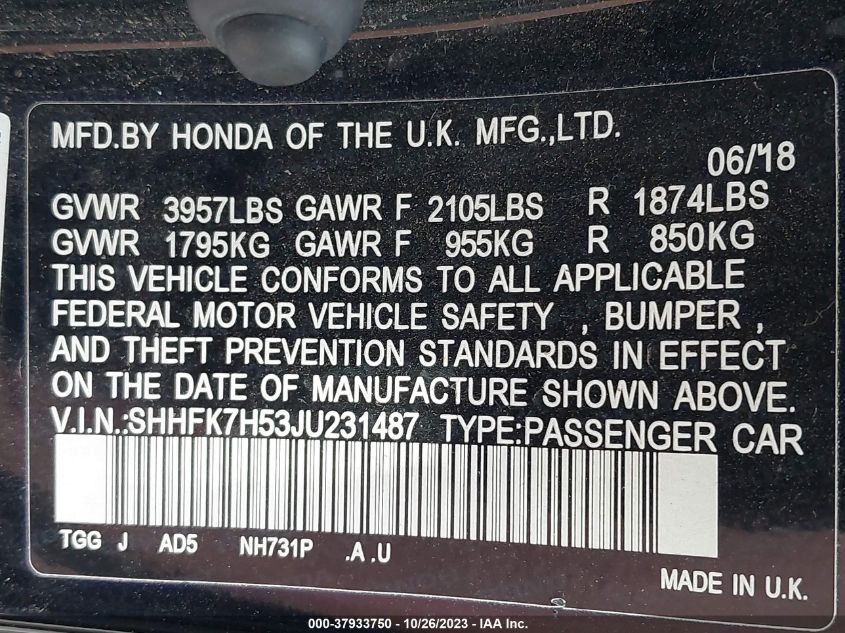 MFD.BY HONDA OF THE U.K. MFG.,LTD.
06/18
GVWR 3957LBS GAWR F 2105LBS R 1874LBS
GVWR 1795KG GAWR F 955KG R 850KG
THIS VEHICLE CONFORMS TO ALL APPLICABLE
FEDERAL MOTOR VEHICLE SAFETY , BUMPER ,
AND THEFT PREVENTION STANDARDS IN EFFECT
ON THE DATE OF MANUFACTURE SHOWN ABOVE.
V.I.N.:SHHFK7H53JU231487 TYPE:PASSENGER CAR
TGG J AD5 NH731P .A .U
MADE IN U.K.
000-37933750 - 10/26/2023 - IAA Inc.